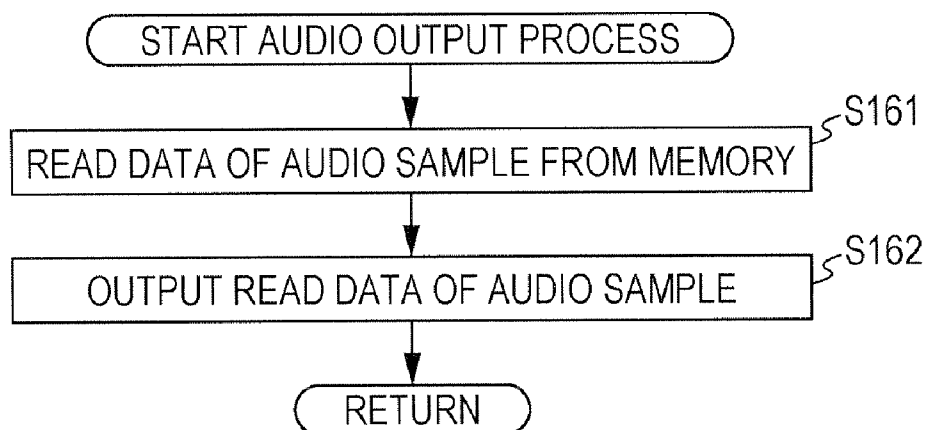 START AUDIO OUTPUT PROCESS
S161
READ DATA OF AUDIO SAMPLE FROM MEMORY
S162
OUTPUT READ DATA OF AUDIO SAMPLE
RETURN